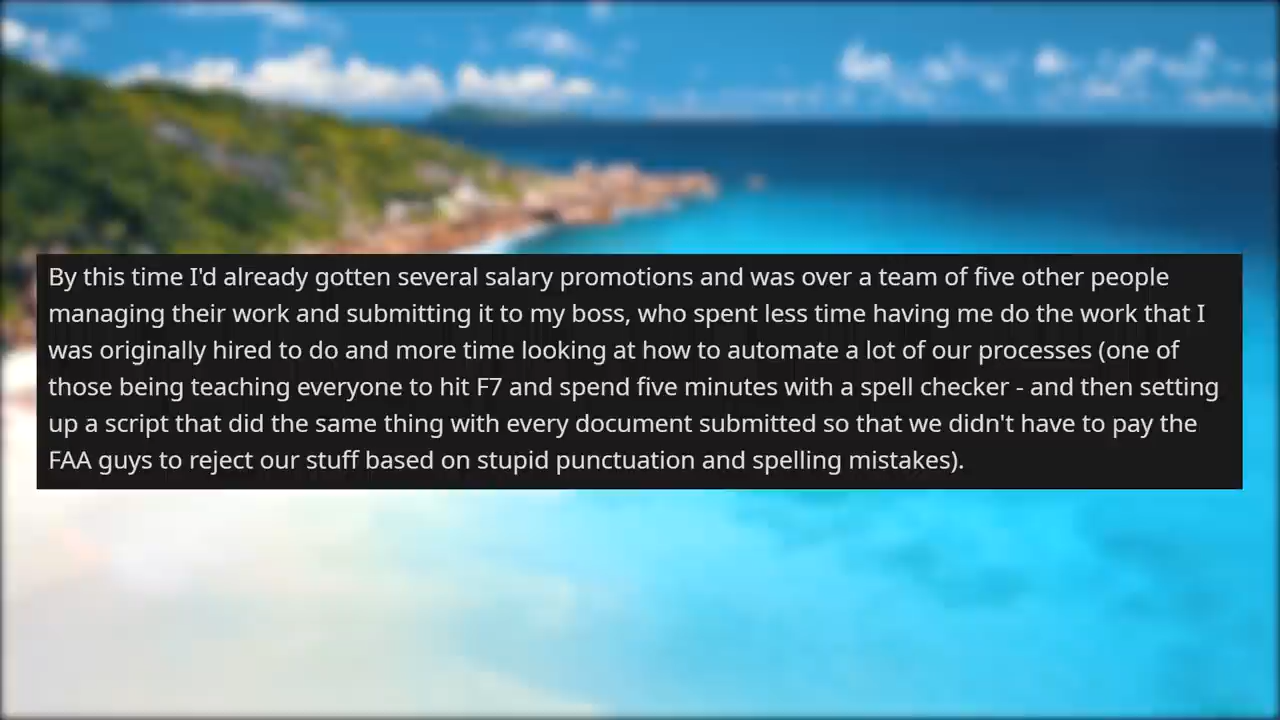 By this time I'd already gotten several salary promotions and was over a team of five other people
managing their work and submitting it to my boss, who spent less time having me do the work that I
was originally hired to do and more time looking at how to automate a lot of our processes (one of
those being teaching everyone to hit F7 and spend five minutes with a spell checker - and then setting
up a script that did the same thing with every document submitted so that we didn't have to pay the
FAA guys to reject our stuff based on stupid punctuation and spelling mistakes).